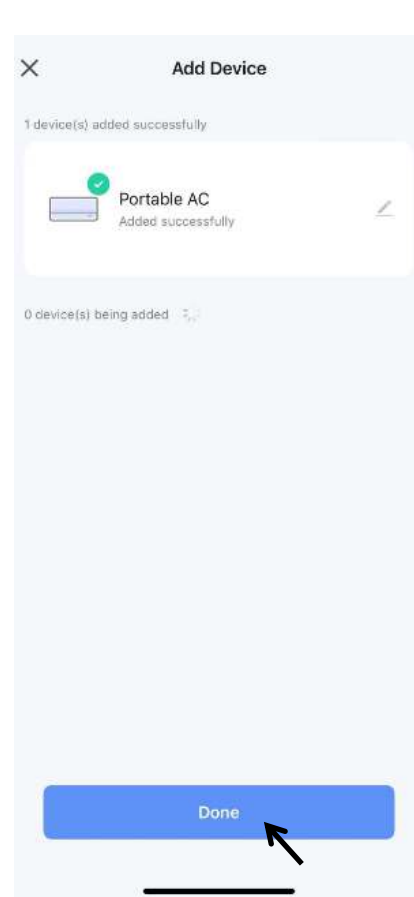 Add Device
1 device(s) added successfully
Portable AC
Added successfully
0 device(s) being added
Done